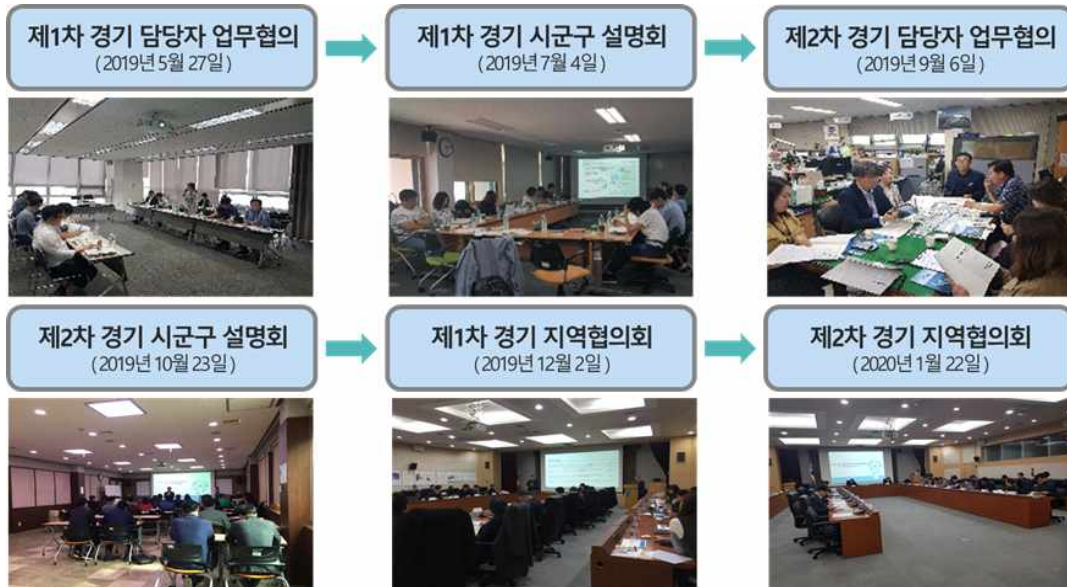 제1차 경기 담당자 업무협의
(2019년 5월 27일)
제1차 경기 시군구 설명회
(2019년 7월 4일)
제2차 경기 담당자 업무협의
(2019년 9월 6일)
제2차 경기 시군구 설명회
(2019년 10월 23일)
제1차 경기 지역협의회
(2019년 12월 2일)
제2차 경기 지역협의회
(2020년 1월 22일)